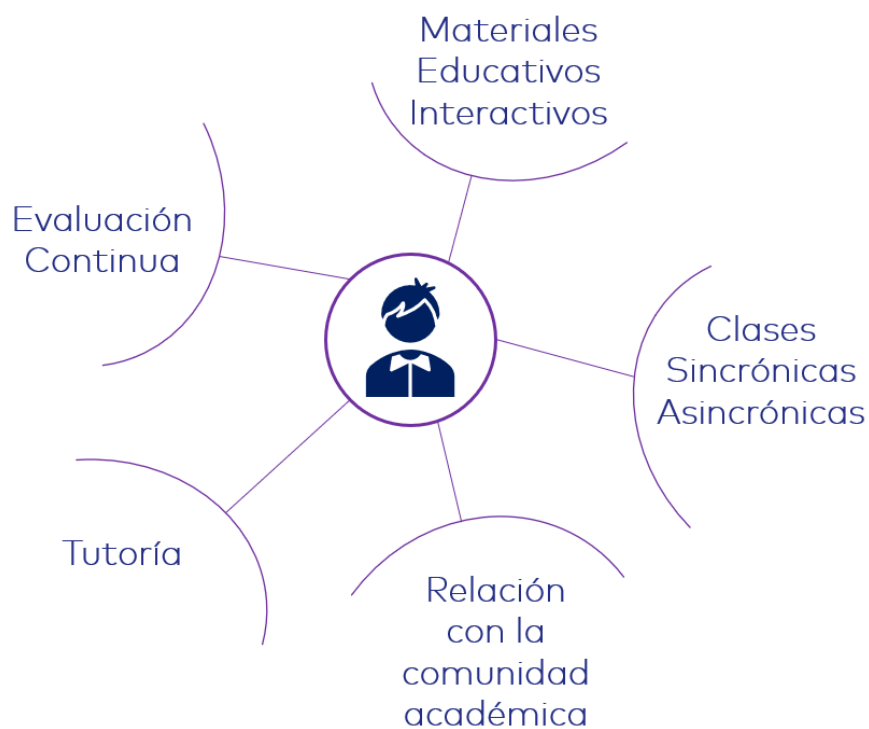 Materiales
Educativos
Interactivos
Evaluación
Continua
Clases
Sincrónicas
Asincrónicas
Tutoría
Relación
con la
comunidad
académica